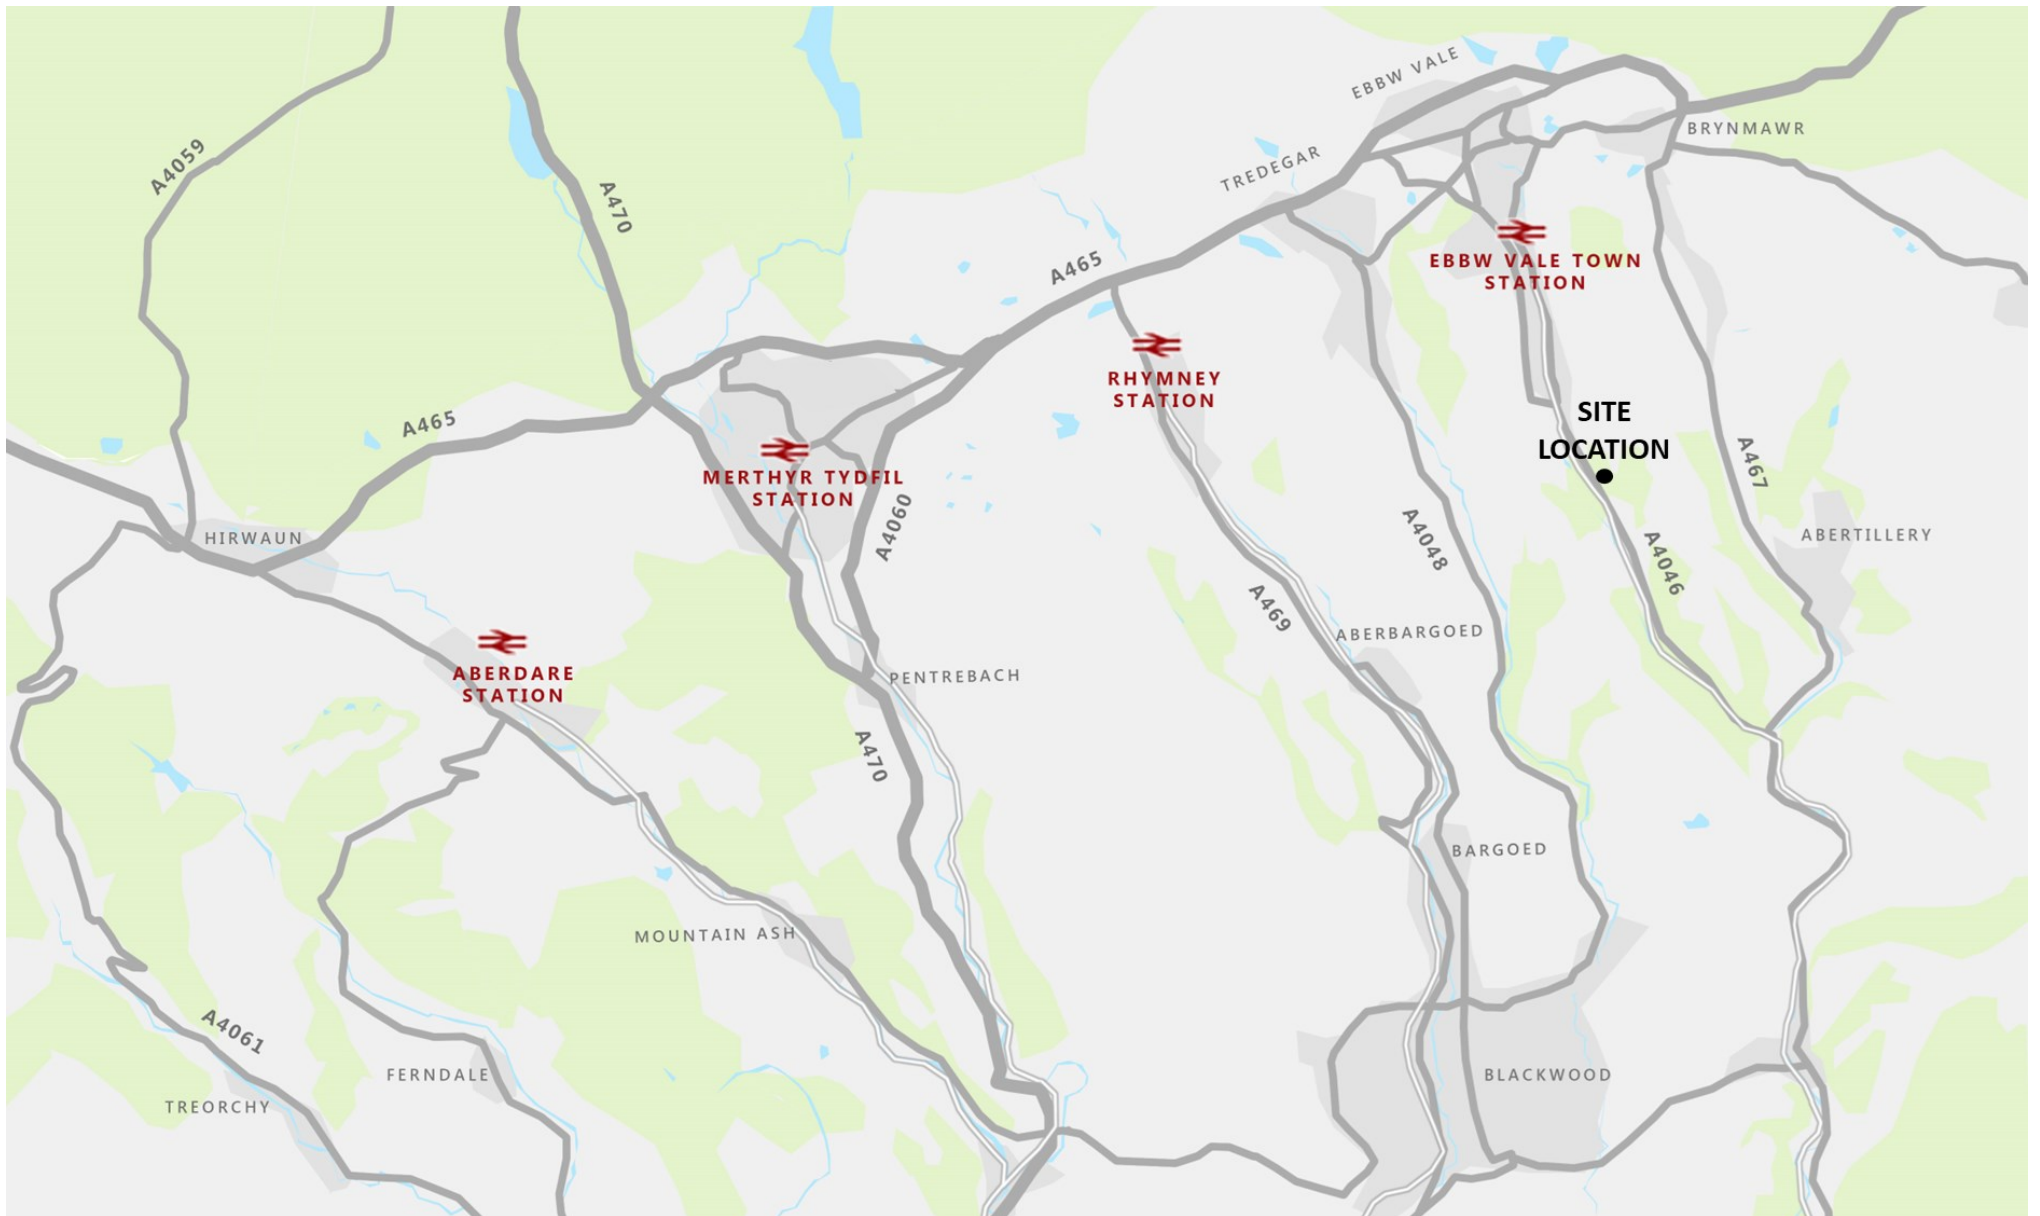 EBBW VALE
BRYNMAWR
A4059
TREDEGAR
A470
EBBW VALE TOWN
STATION
A465
RHYMNEY
STATION
SITE
LOCATION
A465
MERTHYR TYDFIL
STATION
A467
A4060
A4048
HIRWAUN
ABERTILLERY
A4046
A469
ABERBARGOED
ABERDARE
STATION
PENTREBACH
A470
BARGOED
MOUNTAIN ASH
A4061
FERNDALE
BLACKWOOD
TREORCHY